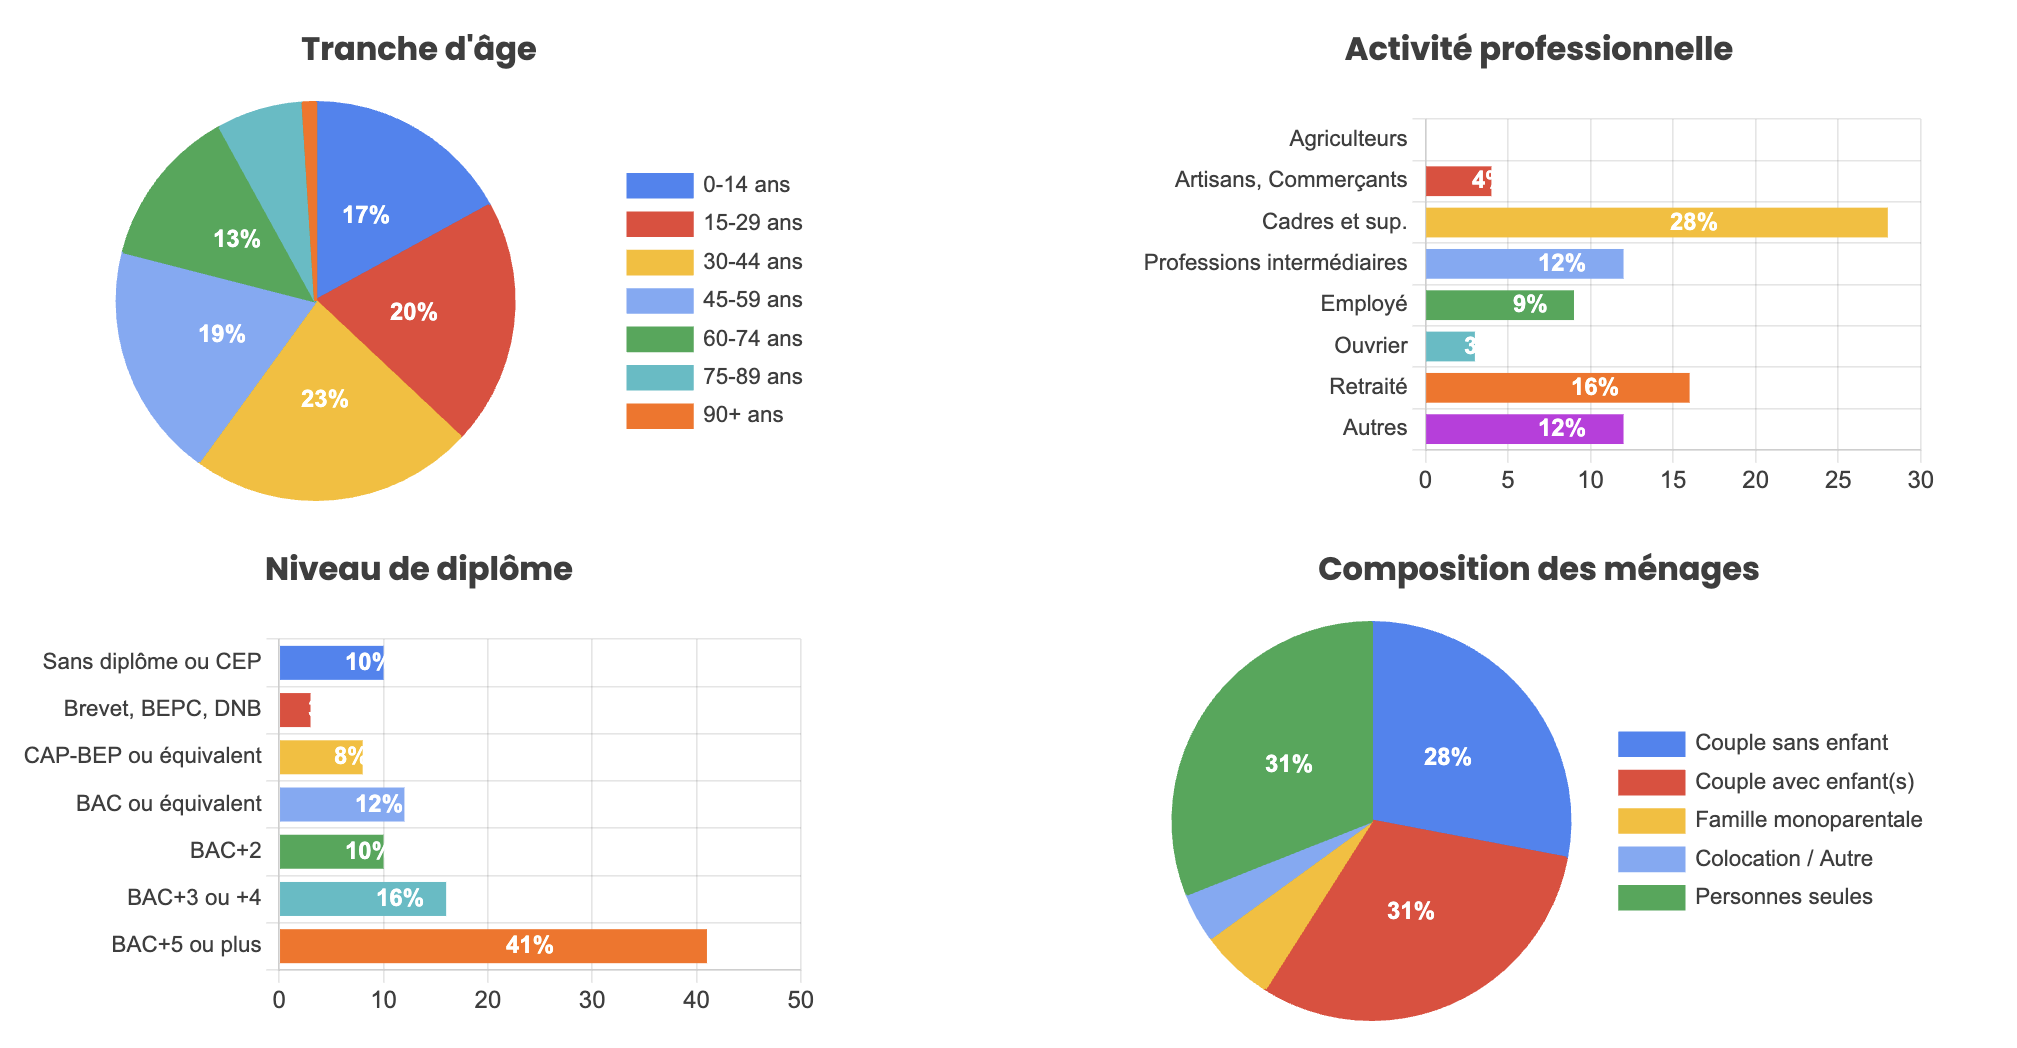 Tranche d'âge
17%
20%
23%
19%
13%
0-14 ans
15-29 ans
30-44 ans
45-59 ans
60-74 ans
75-89 ans
90+ ans
Activité professionnelle
Agriculteurs
Artisans, Commerçants 4%
Cadres et sup. 28%
Professions intermédiaires 12%
Employé 9%
Ouvrier 3
Retraité 16%
Autres 12%
0 5 10 15 20 25 30
Niveau de diplôme
Sans diplôme ou CEP 10%
Brevet, BEPC, DNB
CAP-BEP ou équivalent 8%
BAC ou équivalent 12%
BAC+2 10%
BAC+3 ou +4 16%
BAC+5 ou plus 41%
0 10 20 30 40 50
Composition des ménages
28%
31%
31%
Couple sans enfant
Couple avec enfant(s)
Famille monoparentale
Colocation / Autre
Personnes seules